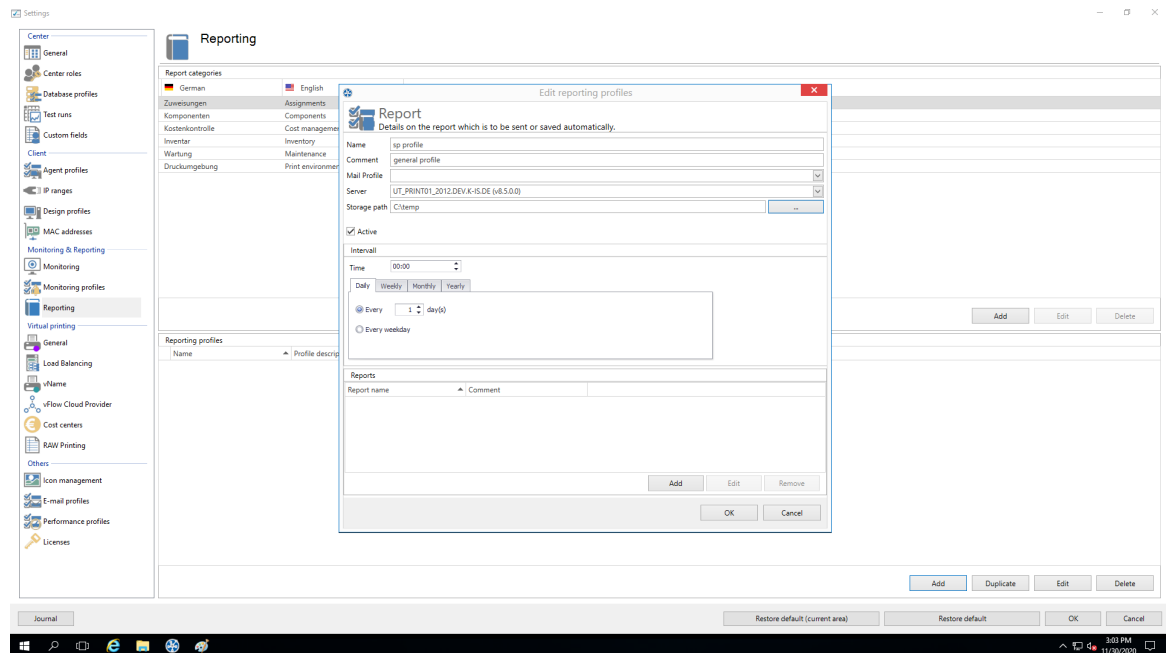 Settings
Center
General
Center roles
Database profiles
Test runs
Custom fields
Client
Agent profiles
IP ranges
Design profiles
MAC addresses
Monitoring & Reporting
Monitoring
Monitoring profiles
Reporting
Virtual printing
General
Load Balancing
vName
vFlow Cloud Provider
Cost centers
RAW Printing
Others
Icon management
E-mail profiles
Performance profiles
Licenses
Reporting
Report categories
German English
Zuweisungen Assignments
Komponenten Components
Kostenkontrolle Cost managemen
Inventar Inventory
Wartung Maintenance
Druckumgebung Print environmen
Add Edit Delete
Reporting profiles
Name Profile descrip
Edit reporting profiles
Report
Details on the report which is to be sent or saved automatically.
Name sp profile
Comment general profile
Mail Profile
Server UT_PRINT01_2012.DEV.K-IS.DE (v8.5.0.0)
Storage path C:\temp ...
Active
Intervall
Time 00:00
Daily Weekly Monthly Yearly
Every 1 day(s)
Every weekday
Reports
Report name Comment
Add Edit Remove
OK Cancel
Add Duplicate Edit Delete
Journal Restore default (current area) Restore default OK Cancel
3:03 PM
11/30/2020